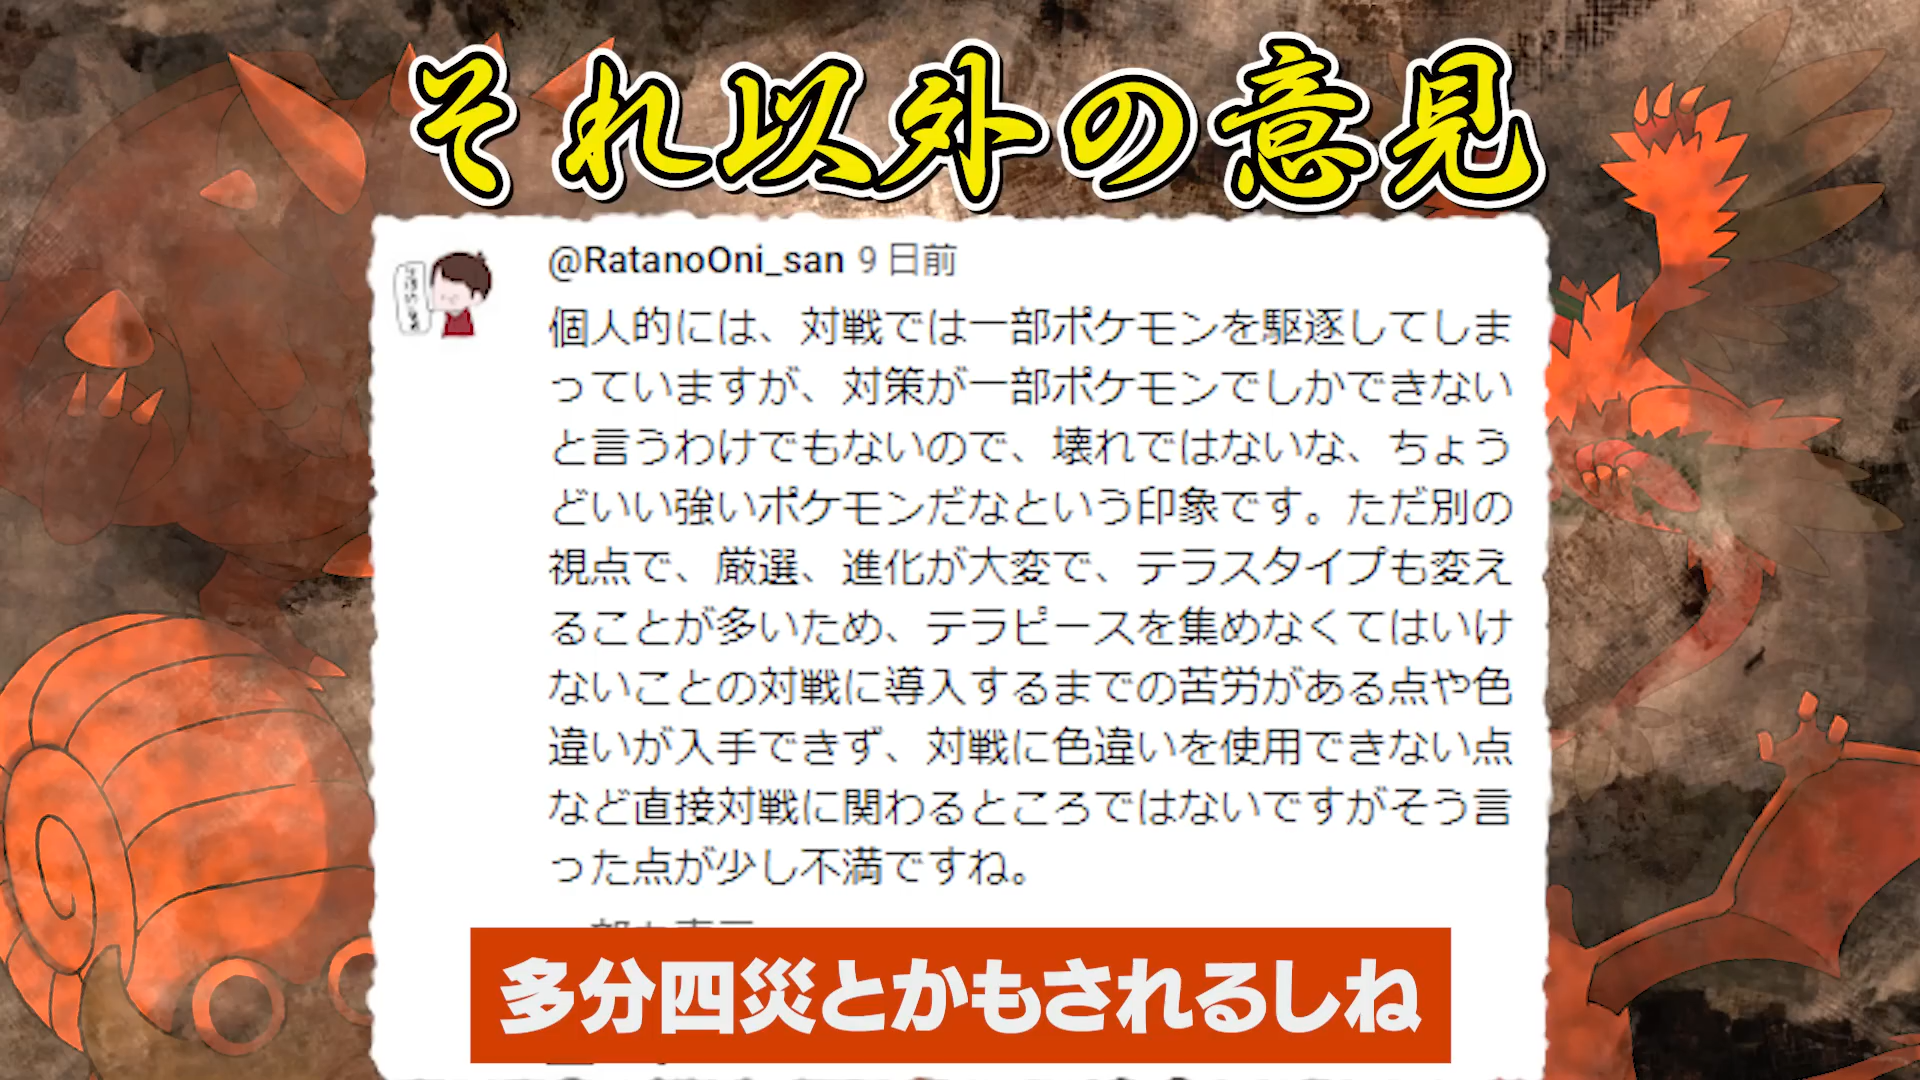 それ以外の意見
@RatanoOni_san 9 日前
個人的には、対戦では一部ポケモンを駆逐してしま
っていますが、対策が一部ポケモンでしかできない
と言うわけでもないので、壊れではないな、ちょう
どいい強いポケモンだなという印象です。ただ別の
視点で、厳選、進化が大変で、テラスタイプも変え
ることが多いため、テラピースを集めなくてはいけ
ないことの対戦に導入するまでの苦労がある点や色
違いが入手できず、対戦に色違いを使用できない点
など直接対戦に関わるところではないですがそう言
った点が少し不満ですね。
多分四災とかもされるしね